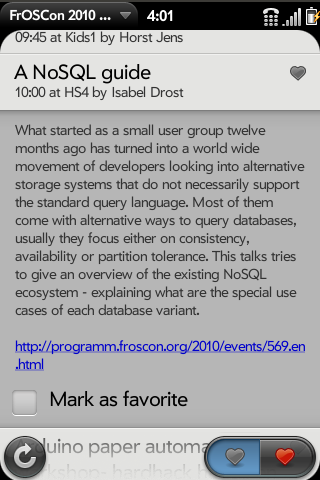 FrOSCon 2010 ...
4:01
09:45 at Kids1 by Horst Jens
A NoSQL guide
10:00 at HS4 by Isabel Drost
What started as a small user group twelve
months ago has turned into a world wide
movement of developers looking into alternative
storage systems that do not necessarily support
the standard query language. Most of them
come with alternative ways to query databases,
usually they focus either on consistency,
availability or partition tolerance. This talks tries
to give an overview of the existing NoSQL
ecosystem - explaining what are the special use
cases of each database variant.
http://programm.froscon.org/2010/events/569.en
.html
Mark as favorite
duino paper automa